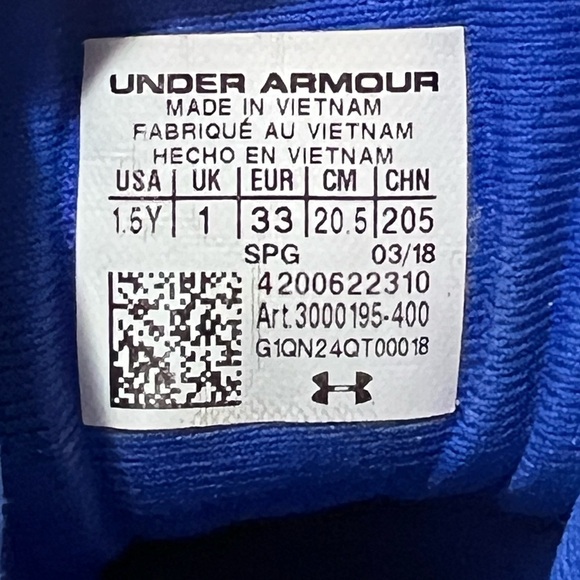 UNDER ARMOUR
MADE IN VIETNAM
FABRIQUÉ AU VIETNAM
HECHO EN VIETNAM
USA | UK | EUR | CM | CHN
1.5Y | 1 | 33 | 20.5 | 205
SPG 03/18
4200622310
Art.3000195-400
G1QN24QT00018